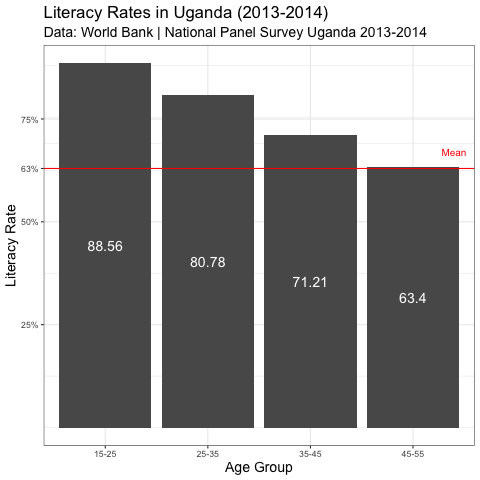 Literacy Rates in Uganda (2013-2014)
Data: World Bank | National Panel Survey Uganda 2013-2014
Literacy Rate
75%
63%
50%
25%
Mean
88.56
80.78
71.21
63.4
15-25
25-35
35-45
45-55
Age Group